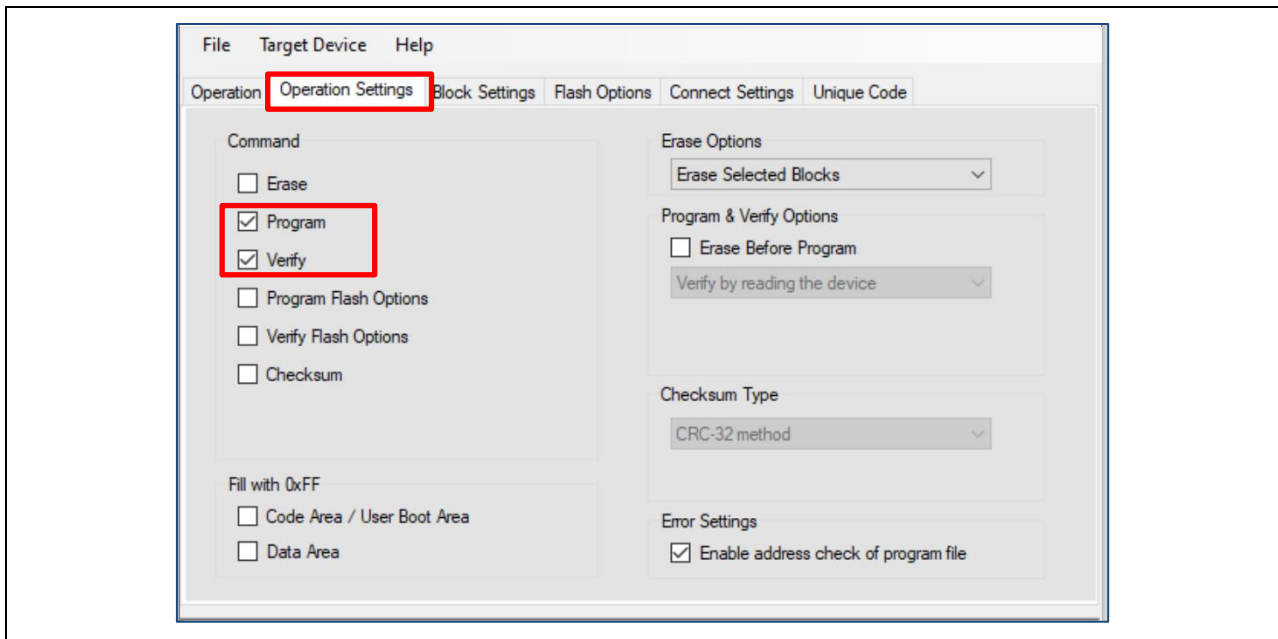 File Target Device Help
Operation Operation Settings Block Settings Flash Options Connect Settings Unique Code
Command
Erase
Program
Verify
Program Flash Options
Verify Flash Options
Checksum
Fill with 0xFF
Code Area / User Boot Area
Data Area
Erase Options
Erase Selected Blocks
Program & Verify Options
Erase Before Program
Verify by reading the device
Checksum Type
CRC-32 method
Error Settings
Enable address check of program file